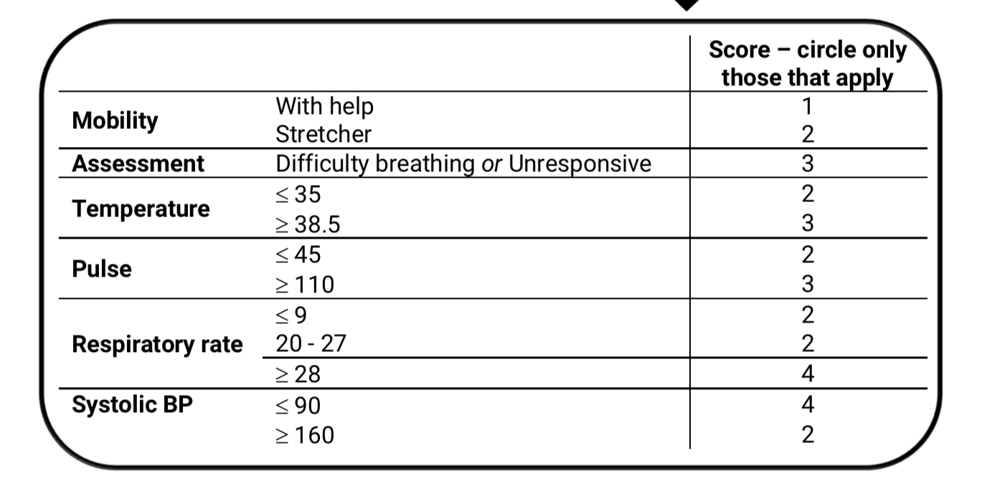 Score – circle only
those that apply
Mobility With help 1
Stretcher 2
Assessment Difficulty breathing or Unresponsive 3
Temperature ≤ 35 2
≥ 38.5 3
Pulse ≤ 45 2
≥ 110 3
≤ 9 2
Respiratory rate 20 - 27 2
≥ 28 4
Systolic BP ≤ 90 4
≥ 160 2